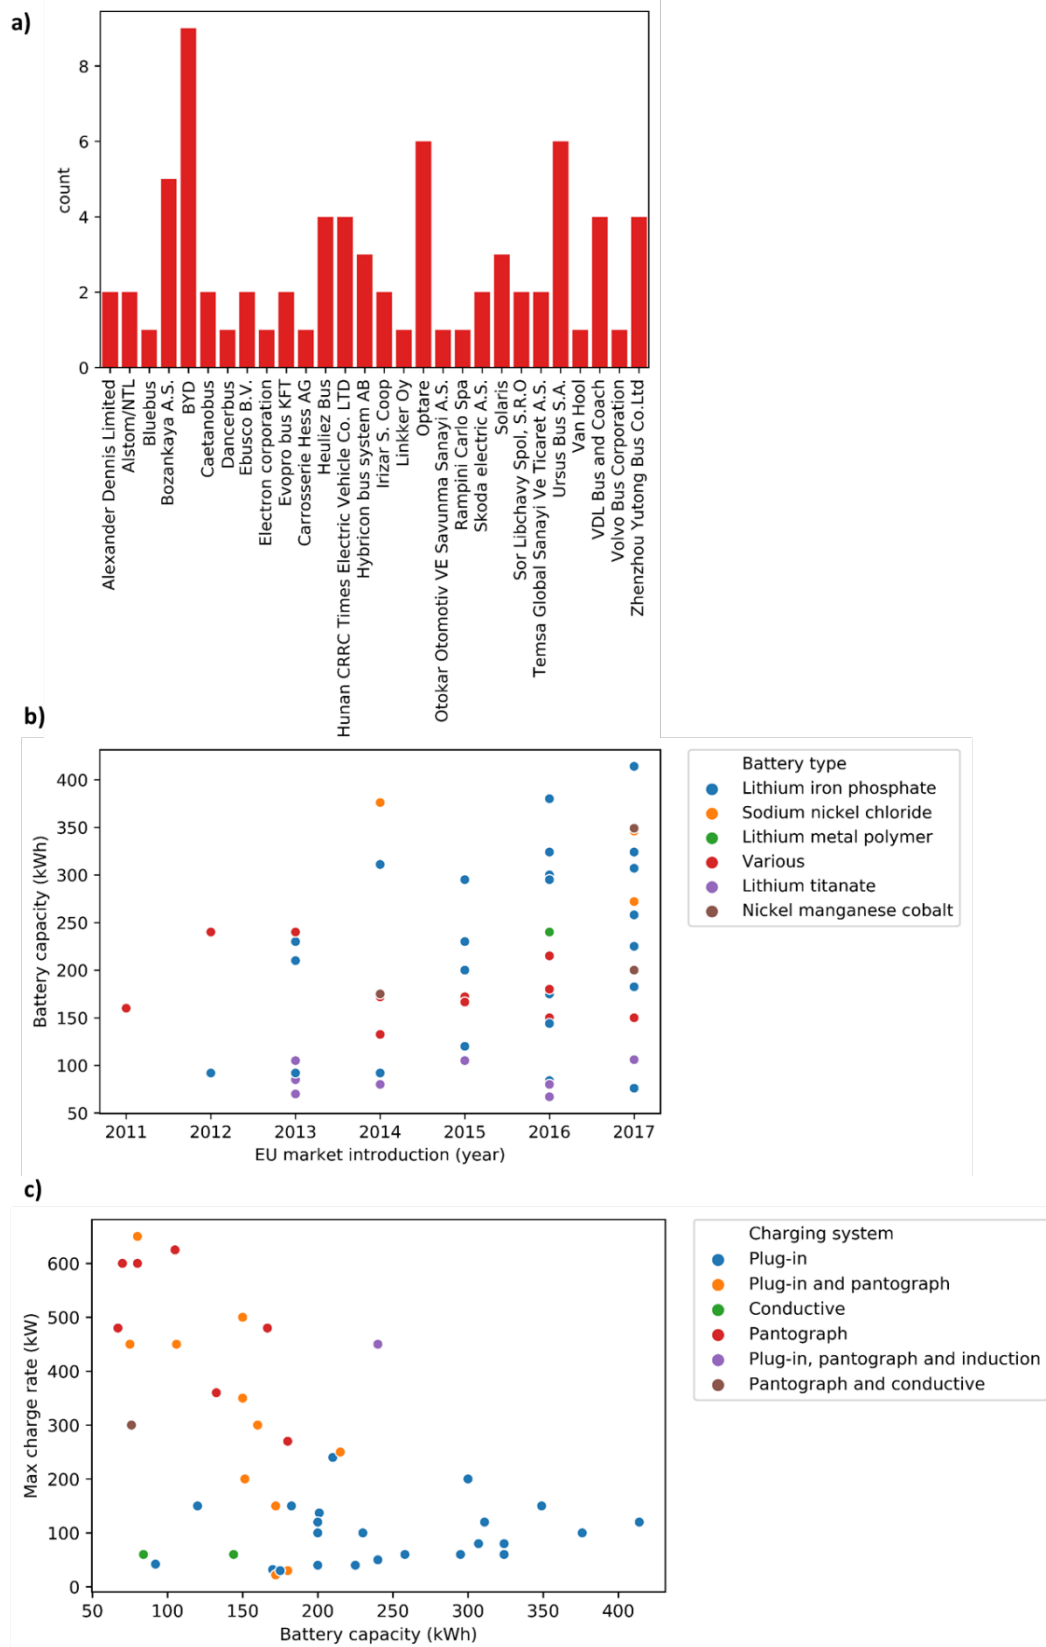 a)
8
6
4
2
0
count
Alexander Dennis Limited
Alstom/NTL
Bluebus
Bozankaya A.S.
BYD
Caetanobus
Dancerbus
Ebusco B.V.
Electron corporation
Evopro bus KFT
Carrosserie Hess AG
Heuliez Bus
Hunan CRRC Times Electric Vehicle Co. LTD
Hybricon bus system AB
Irizar S. Coop
Linkker Oy
Optare
Otokar Otomotiv VE Savunma Sanayi A.S.
Rampini Carlo Spa
Skoda electric A.S.
Solaris
Sor Libchavy Spol, S.R.O
Temsa Global Sanayi Ve Ticaret A.S.
Ursus Bus S.A.
Van Hool
VDL Bus and Coach
Volvo Bus Corporation
Zhenzhou Yutong Bus Co.Ltd
b)
400
350
300
250
200
150
100
50
Battery capacity (kWh)
2011 2012 2013 2014 2015 2016 2017
EU market introduction (year)
Battery type
Lithium iron phosphate
Sodium nickel chloride
Lithium metal polymer
Various
Lithium titanate
Nickel manganese cobalt
c)
600
500
400
300
200
100
0
Max charge rate (kW)
50 100 150 200 250 300 350 400
Battery capacity (kWh)
Charging system
Plug-in
Plug-in and pantograph
Conductive
Pantograph
Plug-in, pantograph and induction
Pantograph and conductive